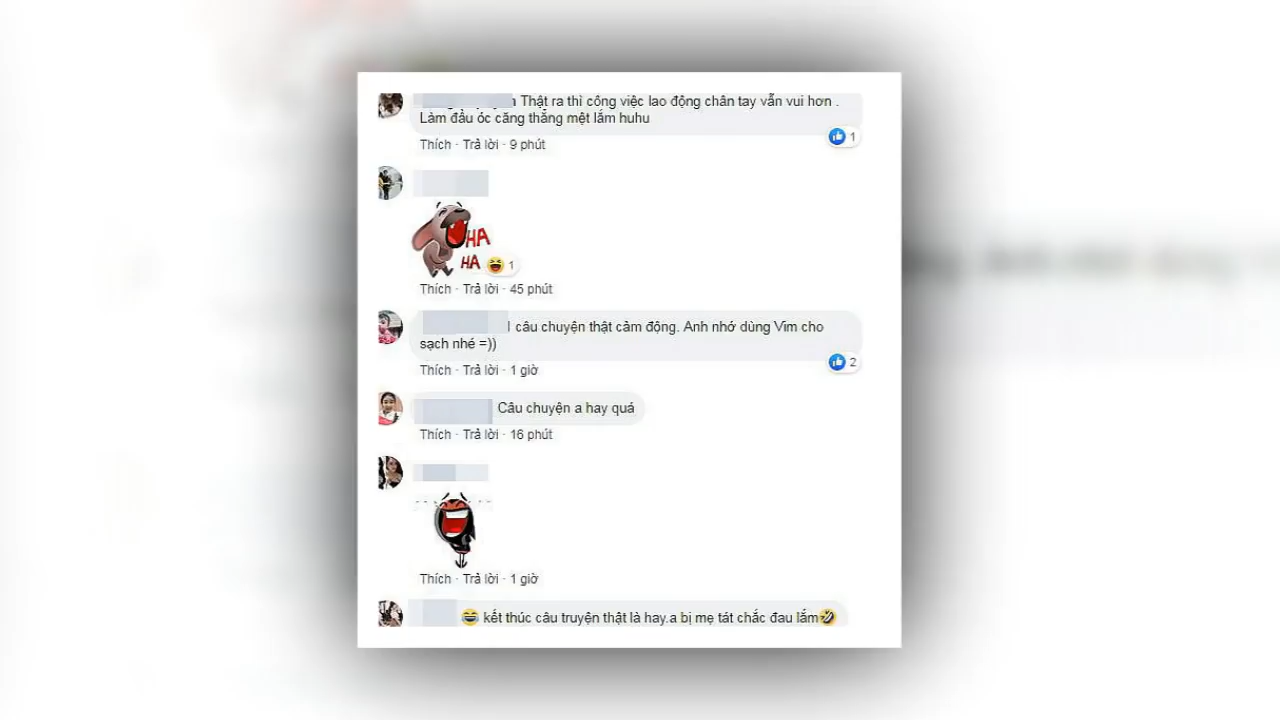 Thật ra thì công việc lao động chân tay vẫn vui hơn .
Làm đầu óc căng thẳng mệt lắm huhu
1
Thích · Trả lời · 9 phút
HA
HA
1
Thích · Trả lời · 45 phút
câu chuyện thật cảm động. Anh nhớ dùng Vim cho
sạch nhé =))
2
Thích · Trả lời · 1 giờ
Câu chuyện a hay quá
Thích · Trả lời · 16 phút
Thích · Trả lời · 1 giờ
😂 kết thúc câu truyện thật là hay.a bị mẹ tát chắc đau lắm🤣